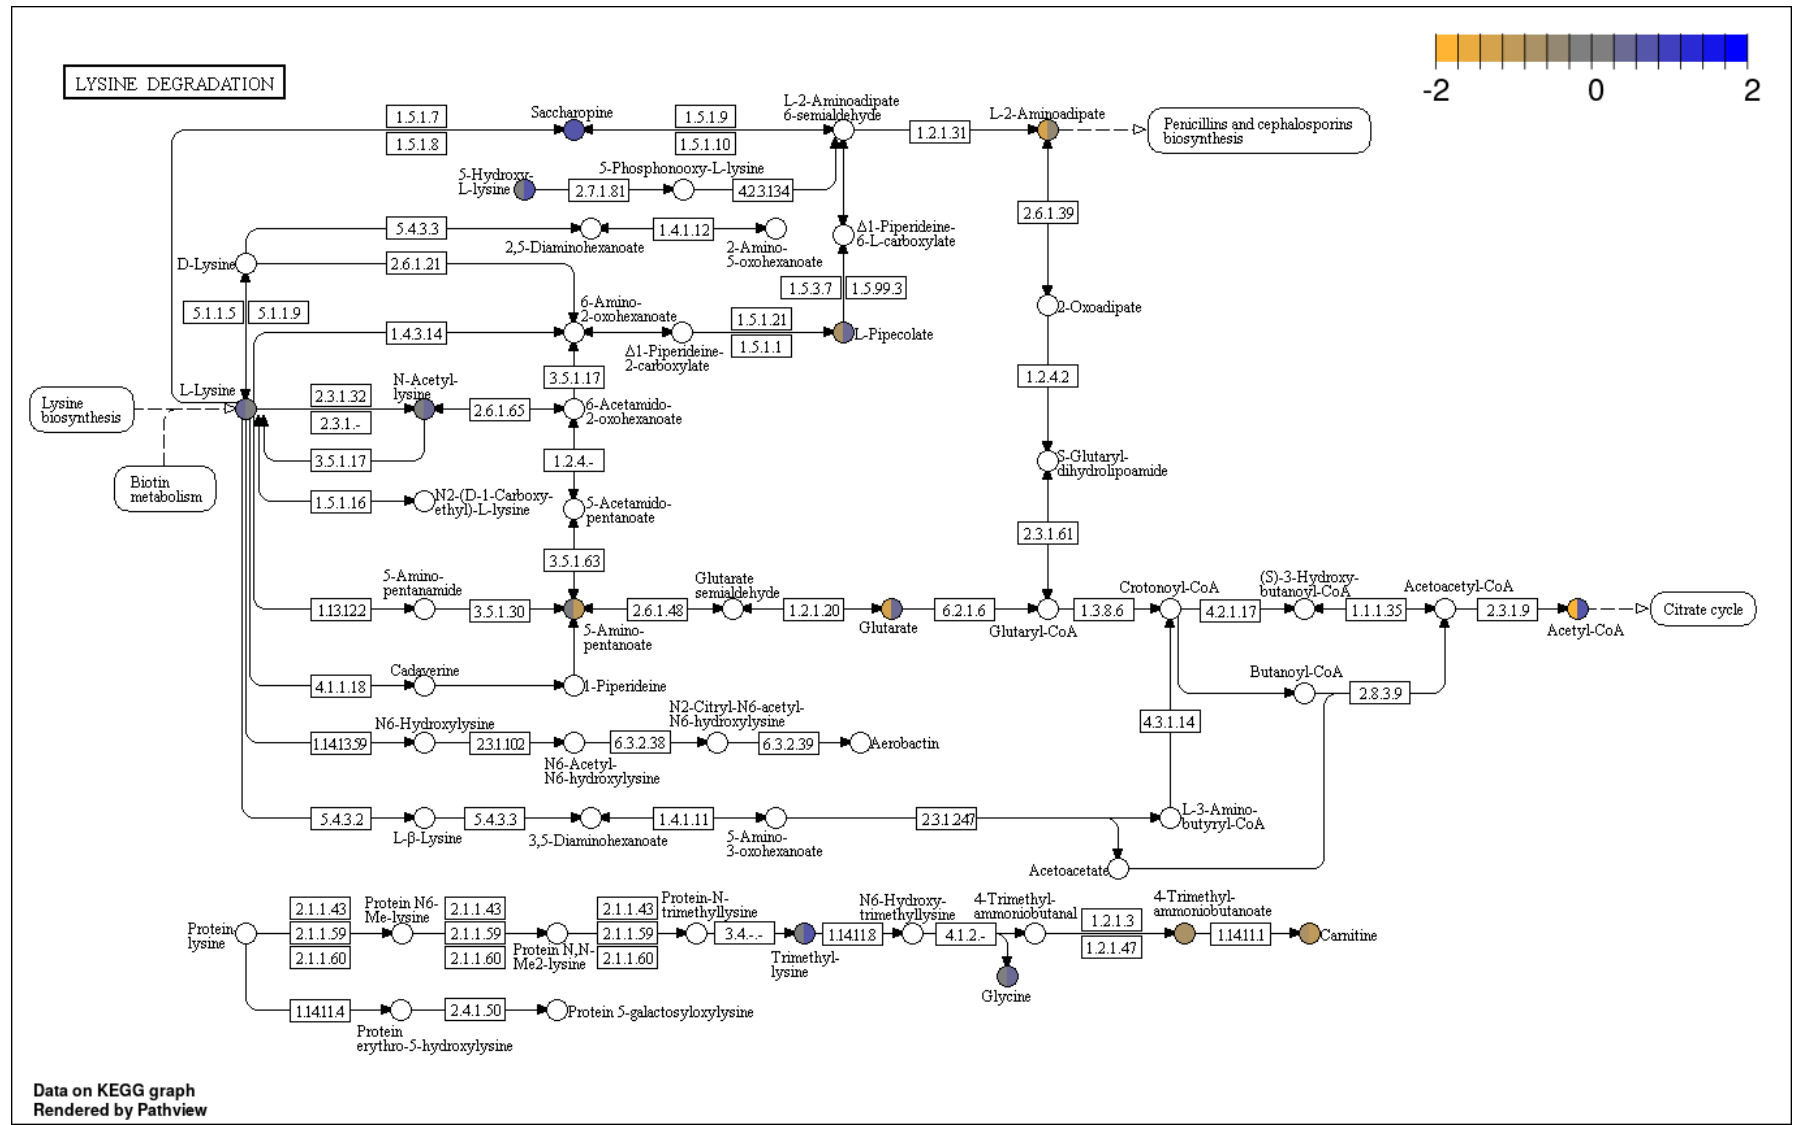 LYSINE DEGRADATION
-2
0
2
1.5.1.7
1.5.1.8
Saccharopine
1.5.1.9
1.5.1.10
L-2-Aminoadipate
6-semialdehyde
1.2.1.31
L-2-Aminoadipate
Penicillins and cephalosporins
biosynthesis
5-Hydroxy-
L-lysine
2.7.1.81
5-Phosphonooxy-L-lysine
4.2.3.134
5.4.3.3
2,5-Diaminohexanoate
1.4.1.12
2-Amino-
5-oxohexanoate
Δ1-Piperideine-
6-L-carboxylate
2.6.1.39
D-Lysine
2.6.1.21
1.5.3.7
1.5.99.3
5.1.1.5
5.1.1.9
6-Amino-
2-oxohexanoate
2-Oxoadipate
1.4.3.14
Δ1-Piperideine-
2-carboxylate
1.5.1.21
1.5.1.1
L-Pipecolate
3.5.1.17
1.2.4.2
Lysine
biosynthesis
L-Lysine
2.3.1.32
2.3.1.-
N-Acetyl-
lysine
2.6.1.65
6-Acetamido-
2-oxohexanoate
3.5.1.17
1.2.4.-
S-Glutaryl-
dihydrolipoamide
Biotin
metabolism
1.5.1.16
N2-(D-1-Carboxy-
ethyl)-L-lysine
5-Acetamido-
pentanoate
2.3.1.61
3.5.1.63
1.13.12.2
5-Amino-
pentanamide
3.5.1.30
5-Amino-
pentanoate
2.6.1.48
Glutarate
semialdehyde
1.2.1.20
Glutarate
6.2.1.6
Glutaryl-CoA
1.3.8.6
Crotonoyl-CoA
4.2.1.17
(S)-3-Hydroxy-
butanoyl-CoA
1.1.1.35
Acetoacetyl-CoA
2.3.1.9
Acetyl-CoA
Citrate cycle
4.1.1.18
Cadaverine
1-Piperideine
Butanoyl-CoA
2.8.3.9
1.14.13.59
N6-Hydroxylysine
2.3.1.102
N6-Acetyl-
N6-hydroxylysine
6.3.2.38
N2-Citryl-N6-acetyl-
N6-hydroxylysine
6.3.2.39
Aerobactin
4.3.1.14
5.4.3.2
L-β-Lysine
5.4.3.3
3,5-Diaminohexanoate
1.4.1.11
5-Amino-
3-oxohexanoate
2.3.1.247
L-3-Amino-
butyryl-CoA
Acetoacetate
Protein
lysine
2.1.1.43
2.1.1.59
2.1.1.60
Protein N6-
Me-lysine
2.1.1.43
2.1.1.59
2.1.1.60
Protein N,N-
Me2-lysine
2.1.1.43
2.1.1.59
2.1.1.60
Protein-N-
trimethyllysine
3.4.-.-
Trimethyl-
lysine
1.14.11.8
N6-Hydroxy-
trimethyllysine
4.1.2.-
4-Trimethyl-
ammoniobutanal
Glycine
1.2.1.3
1.2.1.47
4-Trimethyl-
ammoniobutanoate
1.14.11.1
Carnitine
1.14.11.4
Protein
erythro-5-hydroxylysine
2.4.1.50
Protein 5-galactosyloxylysine
Data on KEGG graph
Rendered by Pathview